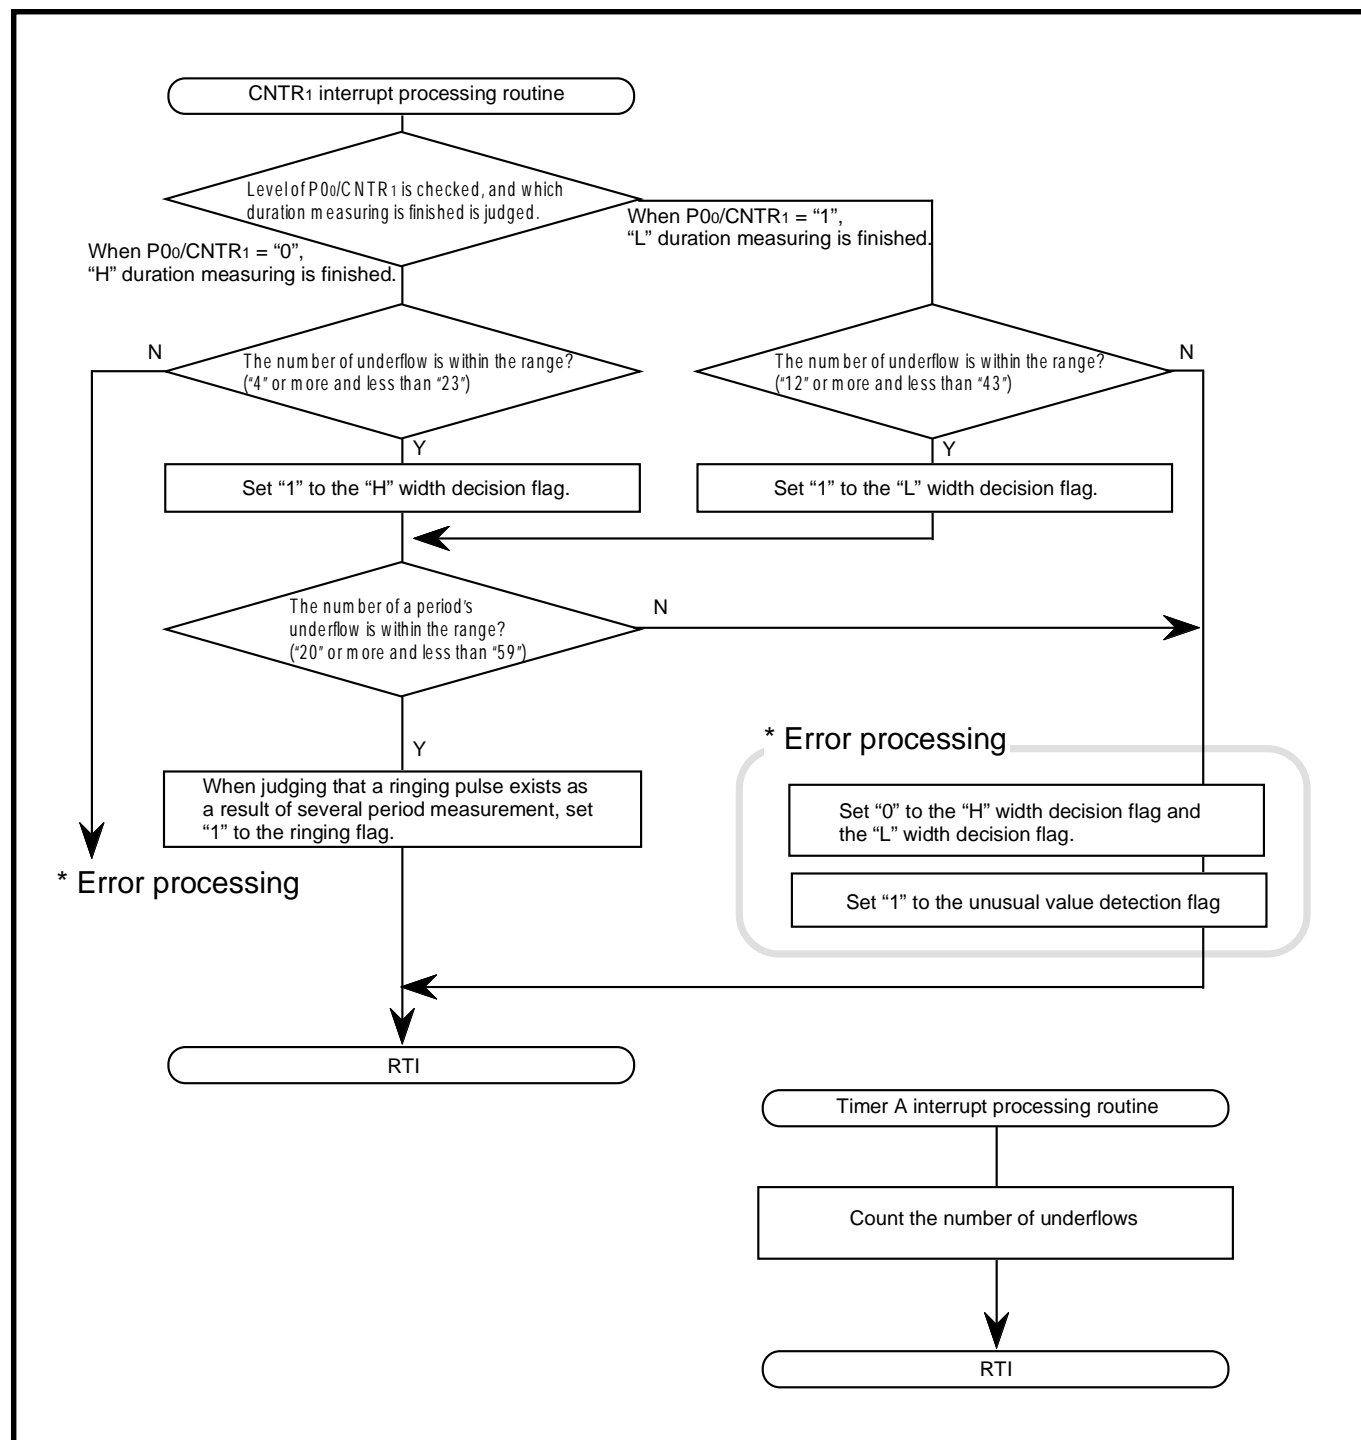 CNTR1 interrupt processing routine
Level of P00/CNTR1 is checked, and which
duration measuring is finished is judged.
When P00/CNTR1 = “1”,
“L” duration measuring is finished.
When P00/CNTR1 = “0”,
“H” duration measuring is finished.
N
The number of underflow is within the range?
(“4” or more and less than “23”)
The number of underflow is within the range?
(“12” or more and less than “43”)
N
Y
Y
Set “1” to the “H” width decision flag.
Set “1” to the “L” width decision flag.
The number of a period’s
underflow is within the range?
(“20” or more and less than “59”)
N
Y
* Error processing
When judging that a ringing pulse exists as
a result of several period measurement, set
“1” to the ringing flag.
Set “0” to the “H” width decision flag and
the “L” width decision flag.
* Error processing
Set “1” to the unusual value detection flag
RTI
Timer A interrupt processing routine
Count the number of underflows
RTI